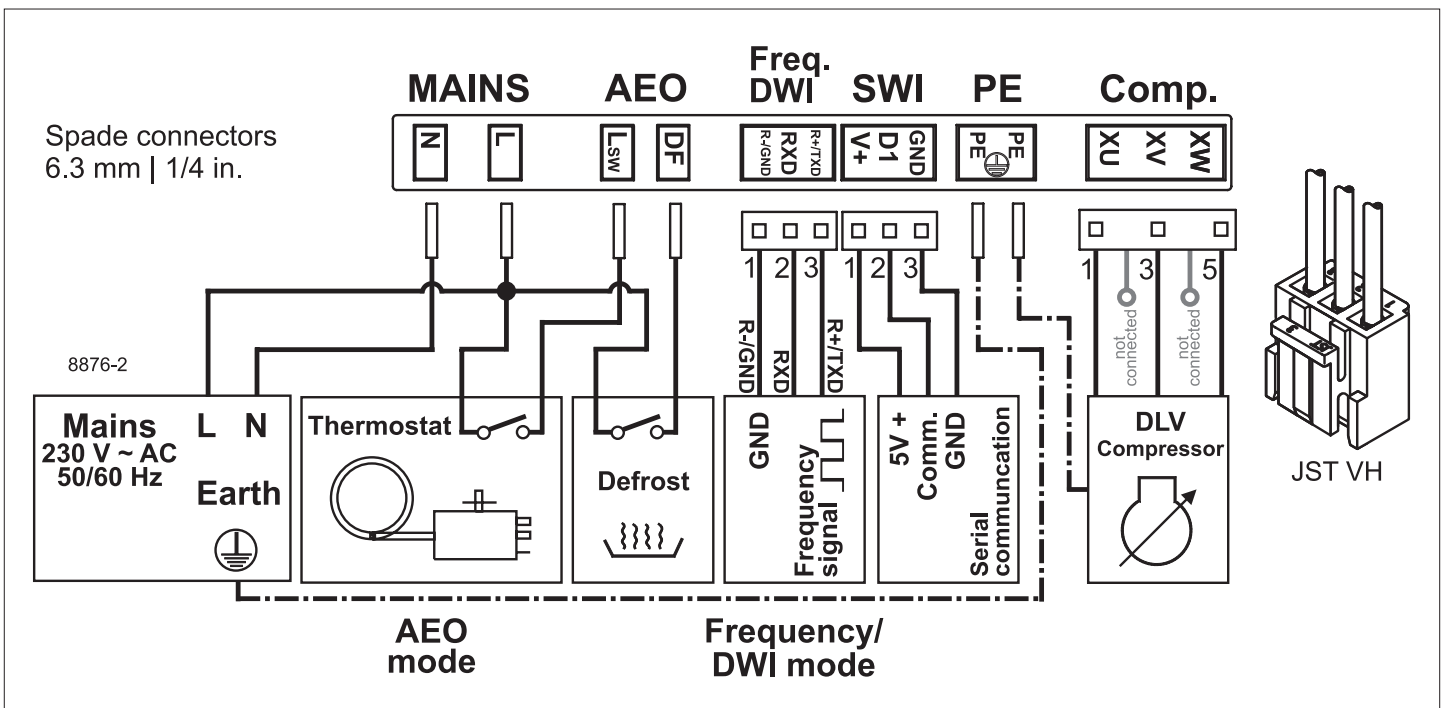 Freq.
MAINS AEO DWI SWI PE Comp.
Spade connectors
6.3 mm | 1/4 in.
N L Lsw DF R-/GND RXD R+/TXD V+ D1 GND PE PE XU XV XW
1 2 3 1 2 3 1 3 5
R-/GND RXD R+/TXD
not connected
not connected
8876-2
Mains L N
230 V ~ AC
50/60 Hz
Earth
Thermostat
Defrost
GND
Frequency
signal
5V +
Comm.
GND
Serial
communcation
DLV
Compressor
JST VH
AEO
mode
Frequency/
DWI mode